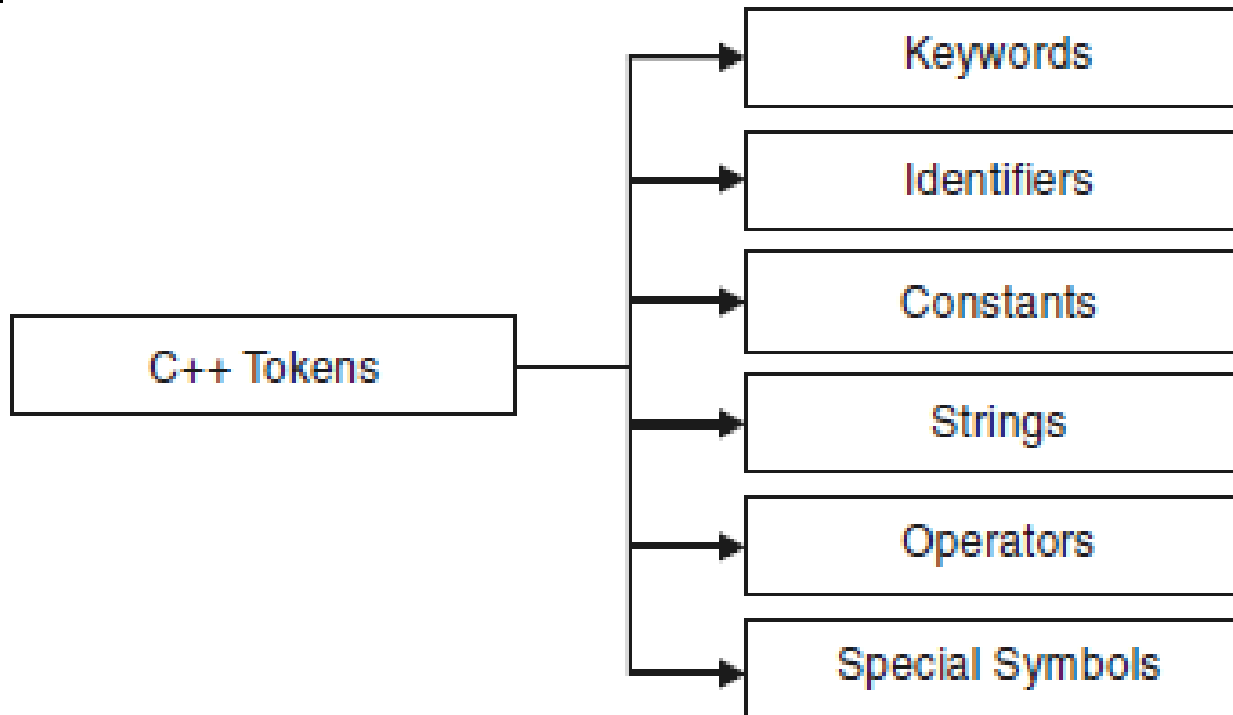 Keywords
Identifiers
Constants
C++ Tokens
Strings
Operators
Special Symbols